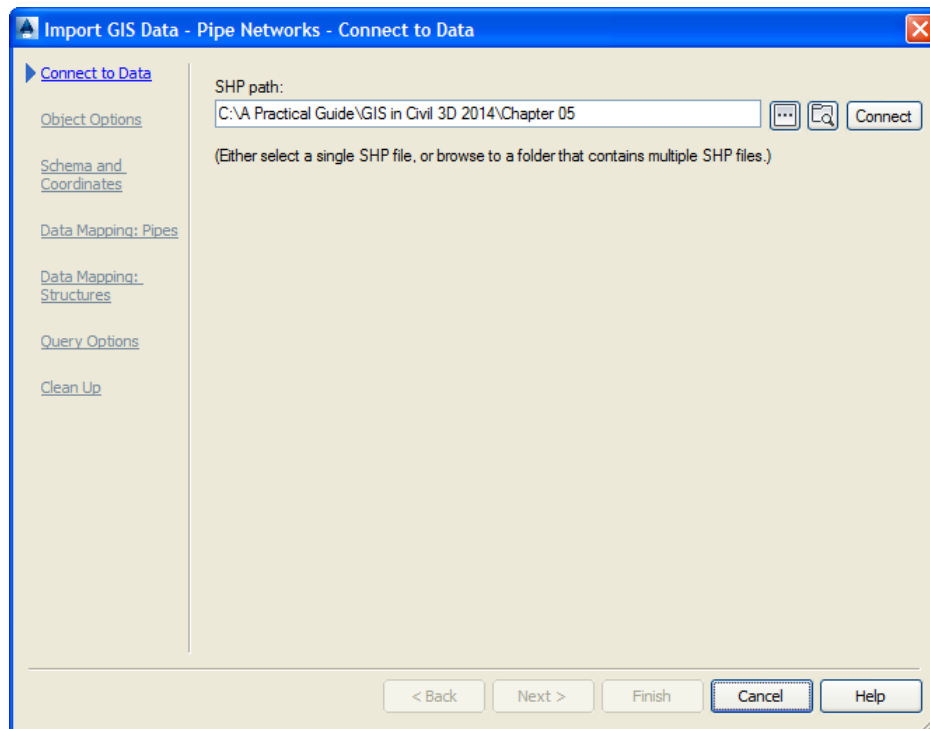 Import GIS Data - Pipe Networks - Connect to Data
Connect to Data
Object Options
Schema and
Coordinates
Data Mapping: Pipes
Data Mapping:
Structures
Query Options
Clean Up
SHP path:
C:\A Practical Guide\GIS in Civil 3D 2014\Chapter 05
...
Connect
(Either select a single SHP file, or browse to a folder that contains multiple SHP files.)
< Back
Next >
Finish
Cancel
Help